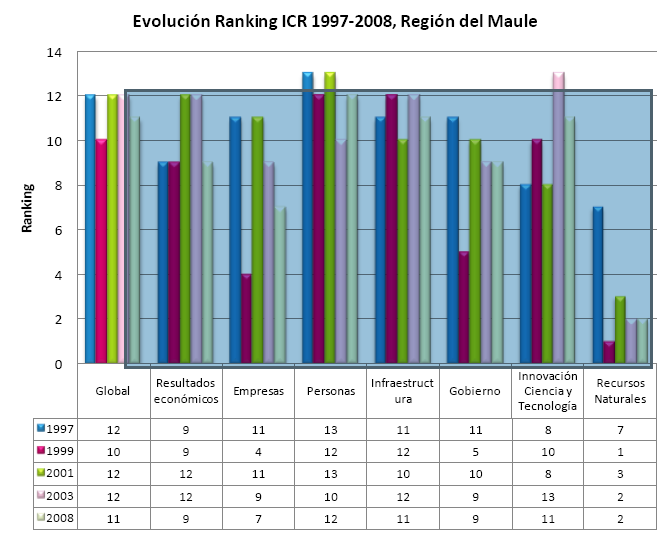 Evolución Ranking ICR 1997-2008, Región del Maule
Ranking
14
12
10
8
6
4
2
0
Global
Resultados económicos
Empresas
Personas
Infraestruct
ura
Gobierno
Innovación Ciencia y Tecnología
Recursos Naturales
1997 12 9 11 13 11 11 8 7
1999 10 9 4 12 12 5 10 1
2001 12 12 11 13 10 10 8 3
2003 12 12 9 10 12 9 13 2
2008 11 9 7 12 11 9 11 2